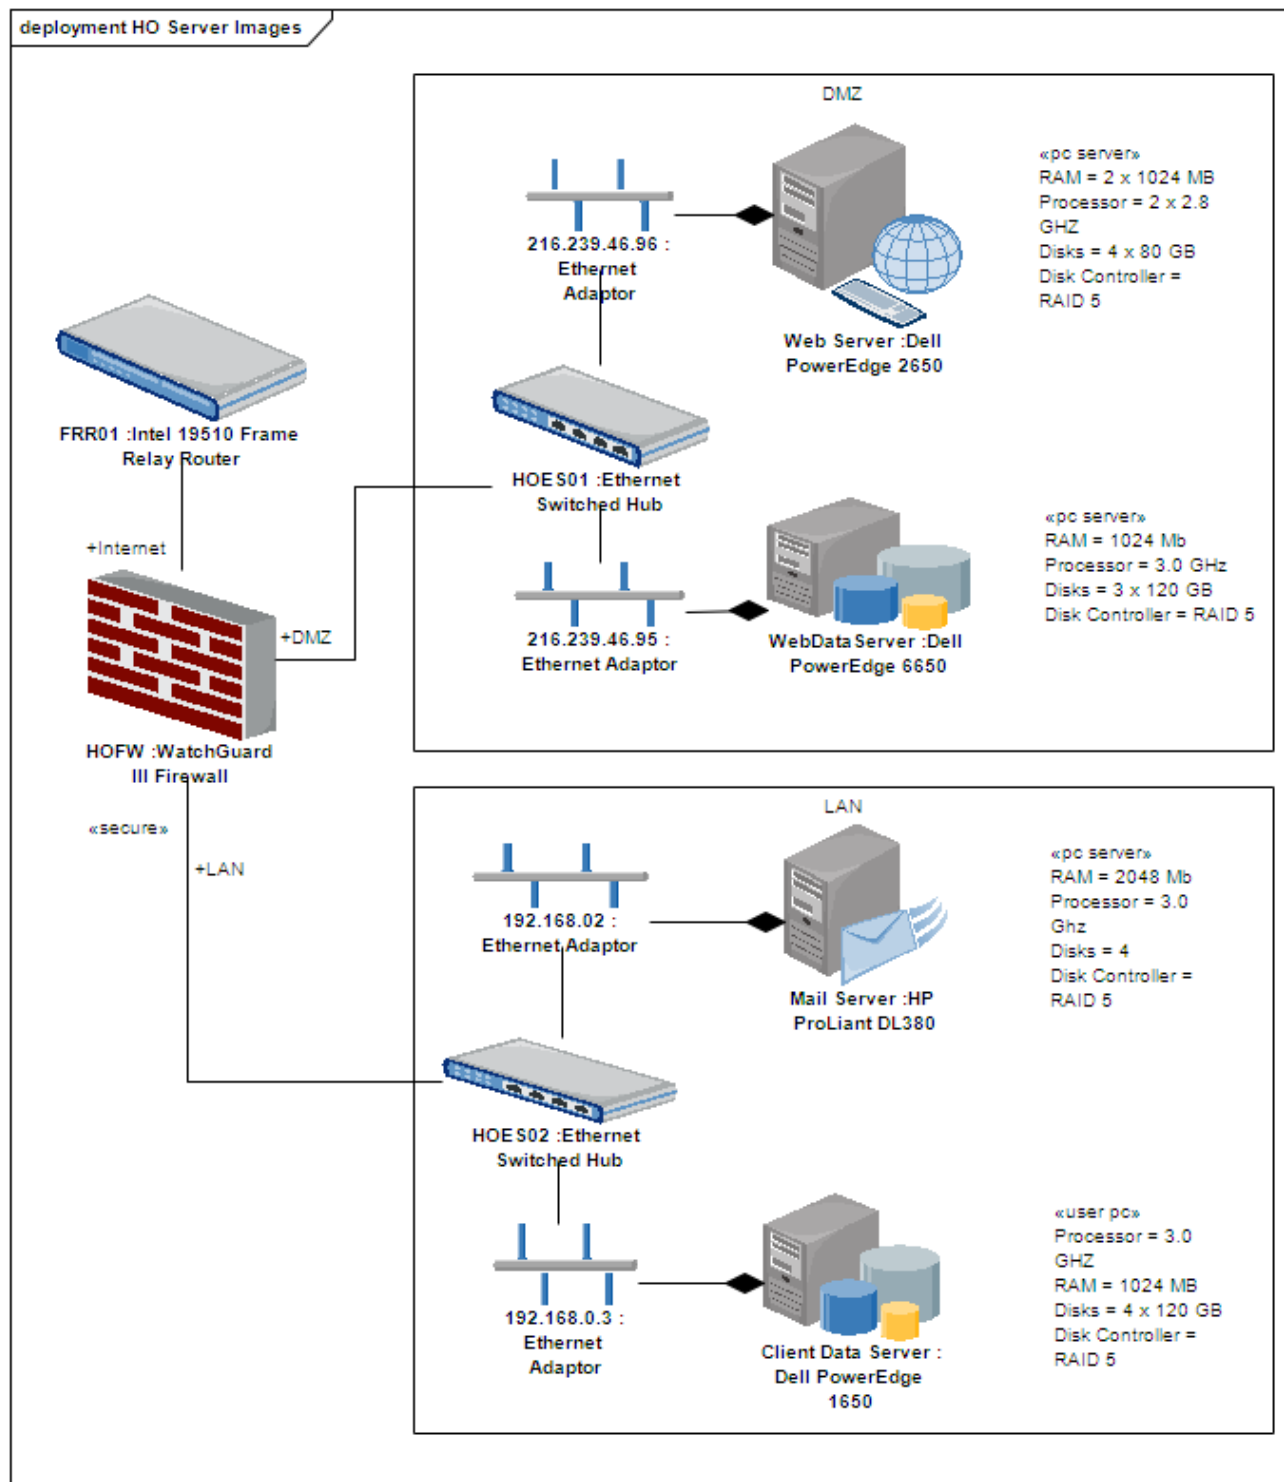 deployment HO Server Images
DMZ
216.239.46.96 :
Ethernet
Adaptor
Web Server :Dell
PowerEdge 2650
«pc server»
RAM = 2 x 1024 MB
Processor = 2 x 2.8
GHZ
Disks = 4 x 80 GB
Disk Controller =
RAID 5
FRR01 :Intel 19510 Frame
Relay Router
HOES01 :Ethernet
Switched Hub
+Internet
+DMZ
216.239.46.95 :
Ethernet Adaptor
WebDataServer :Dell
PowerEdge 6650
«pc server»
RAM = 1024 Mb
Processor = 3.0 GHz
Disks = 3 x 120 GB
Disk Controller = RAID 5
HOFW :WatchGuard
III Firewall
«secure»
+LAN
LAN
192.168.02 :
Ethernet Adaptor
Mail Server :HP
ProLiant DL380
«pc server»
RAM = 2048 Mb
Processor = 3.0
Ghz
Disks = 4
Disk Controller =
RAID 5
HOES02 :Ethernet
Switched Hub
192.168.0.3 :
Ethernet
Adaptor
Client Data Server :
Dell PowerEdge
1650
«user pc»
Processor = 3.0
GHZ
RAM = 1024 MB
Disks = 4 x 120 GB
Disk Controller =
RAID 5